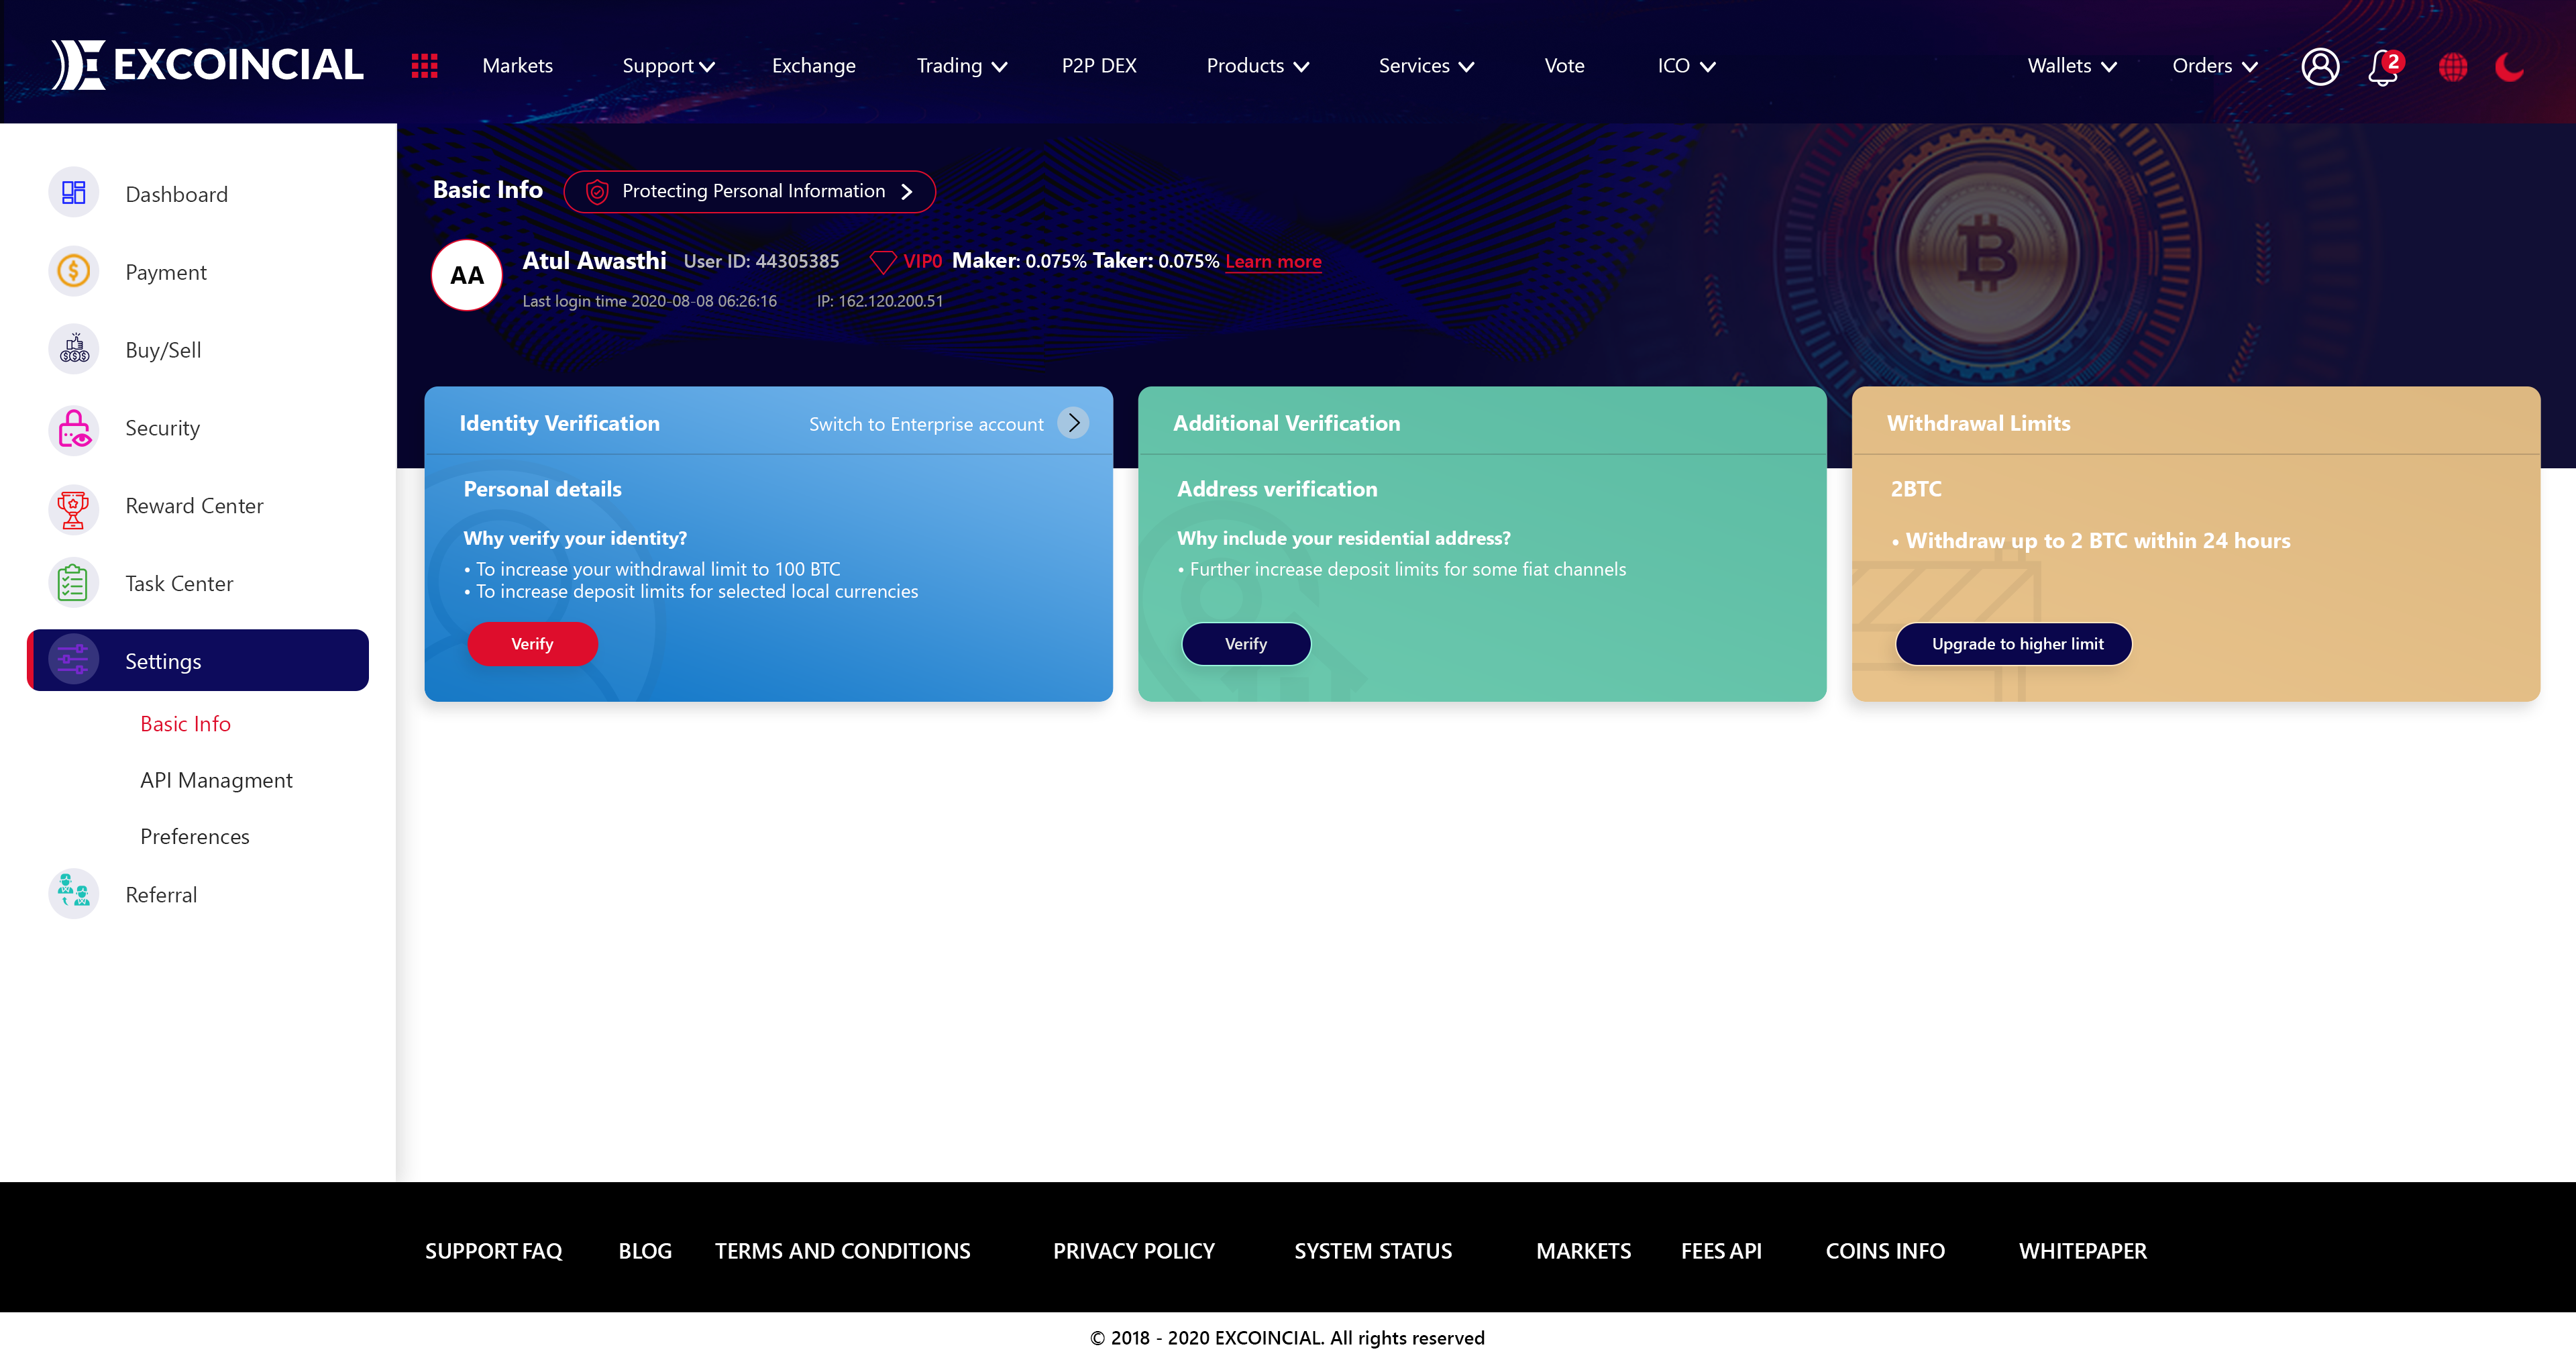 EXCOINCIAL Markets Support Exchange Trading P2P DEX Products Services Vote ICO Wallets Orders 2
Dashboard
Payment
Buy/Sell
Security
Reward Center
Task Center
Settings
Basic Info
API Managment
Preferences
Referral
Basic Info Protecting Personal Information
AA
Atul Awasthi User ID: 44305385 VIP0 Maker: 0.075% Taker: 0.075% Learn more
Last login time 2020-08-08 06:26:16 IP: 162.120.200.51
Identity Verification Switch to Enterprise account
Personal details
Why verify your identity?
• To increase your withdrawal limit to 100 BTC
• To increase deposit limits for selected local currencies
Verify
Additional Verification
Address verification
Why include your residential address?
• Further increase deposit limits for some fiat channels
Verify
Withdrawal Limits
2BTC
• Withdraw up to 2 BTC within 24 hours
Upgrade to higher limit
SUPPORT FAQ BLOG TERMS AND CONDITIONS PRIVACY POLICY SYSTEM STATUS MARKETS FEES API COINS INFO WHITEPAPER
© 2018 - 2020 EXCOINCIAL. All rights reserved